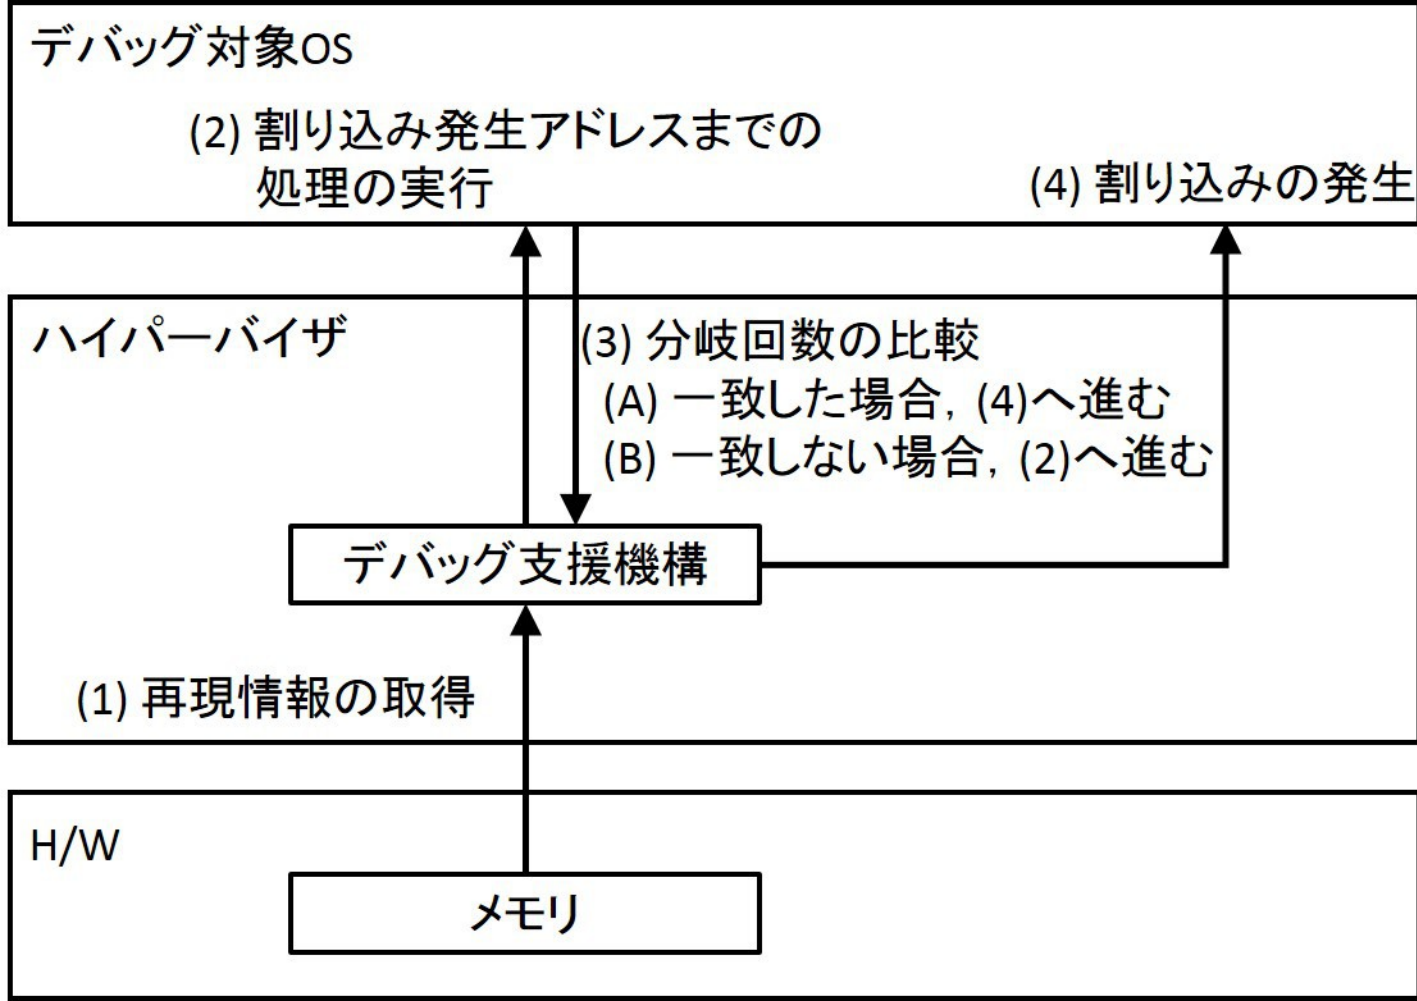 デバッグ対象OS
(2) 割り込み発生アドレスまでの
処理の実行
(4) 割り込みの発生
ハイパーバイザ
(3) 分岐回数の比較
(A) 一致した場合, (4)へ進む
(B) 一致しない場合, (2)へ進む
デバッグ支援機構
(1) 再現情報の取得
H/W
メモリ